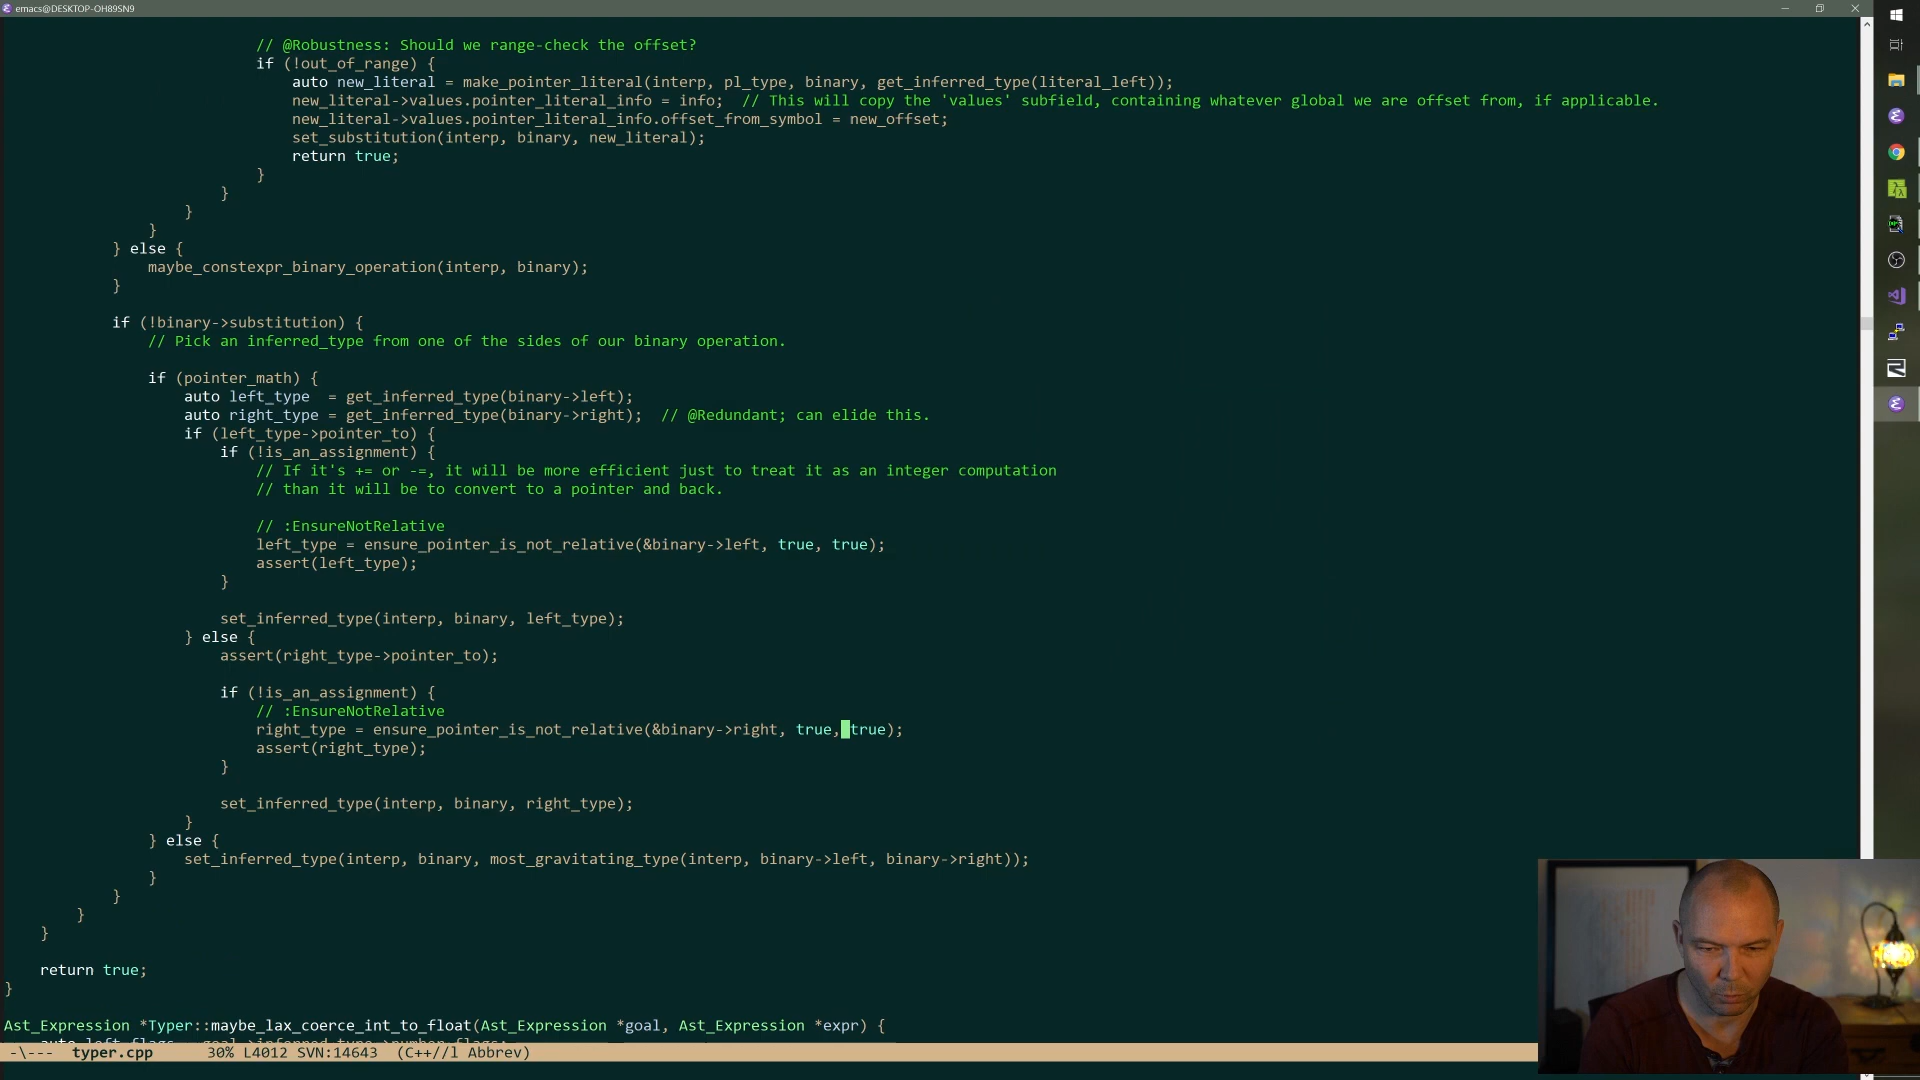 emacs@DESKTOP-OH89SN9
// @Robustness: Should we range-check the offset?
if (!out_of_range) {
auto new_literal = make_pointer_literal(interp, pl_type, binary, get_inferred_type(literal_left));
new_literal->values.pointer_literal_info = info;  // This will copy the 'values' subfield, containing whatever global we are offset from, if applicable.
new_literal->values.pointer_literal_info.offset_from_symbol = new_offset;
set_substitution(interp, binary, new_literal);
return true;
}
}
}
}
} else {
maybe_constexpr_binary_operation(interp, binary);
}
if (!binary->substitution) {
// Pick an inferred_type from one of the sides of our binary operation.
if (pointer_math) {
auto left_type  = get_inferred_type(binary->left);
auto right_type = get_inferred_type(binary->right);  // @Redundant; can elide this.
if (left_type->pointer_to) {
if (!is_an_assignment) {
// If it's += or -=, it will be more efficient just to treat it as an integer computation
// than it will be to convert to a pointer and back.
// :EnsureNotRelative
left_type = ensure_pointer_is_not_relative(&binary->left, true, true);
assert(left_type);
}
set_inferred_type(interp, binary, left_type);
} else {
assert(right_type->pointer_to);
if (!is_an_assignment) {
// :EnsureNotRelative
right_type = ensure_pointer_is_not_relative(&binary->right, true, true);
assert(right_type);
}
set_inferred_type(interp, binary, right_type);
}
} else {
set_inferred_type(interp, binary, most_gravitating_type(interp, binary->left, binary->right));
}
}
}
}
return true;
}
Ast_Expression *Typer::maybe_lax_coerce_int_to_float(Ast_Expression *goal, Ast_Expression *expr) {
auto left_flags = goal->inferred_type->number_flags;
-\--- typer.cpp 30% L4012 SVN:14643 (C++//l Abbrev)